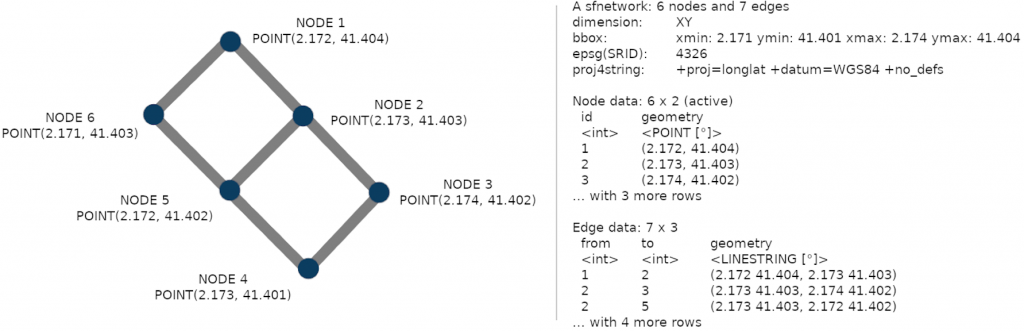 NODE 1
POINT(2.172, 41.404)
NODE 2
POINT(2.173, 41.403)
NODE 6
POINT(2.171, 41.403)
NODE 3
POINT(2.174, 41.402)
NODE 5
POINT(2.172, 41.402)
NODE 4
POINT(2.173, 41.401)
A sfnetwork: 6 nodes and 7 edges
dimension: XY
bbox: xmin: 2.171 ymin: 41.401 xmax: 2.174 ymax: 41.404
epsg(SRID): 4326
proj4string: +proj=longlat +datum=WGS84 +no_defs
Node data: 6 x 2 (active)
id geometry
<int> <POINT [°]>
1 (2.172, 41.404)
2 (2.173, 41.403)
3 (2.174, 41.402)
... with 3 more rows
Edge data: 7 x 3
from to geometry
<int> <int> <LINESTRING [°]>
1 2 (2.172 41.404, 2.173 41.403)
2 3 (2.173 41.403, 2.174 41.402)
2 5 (2.173 41.403, 2.172 41.402)
... with 4 more rows